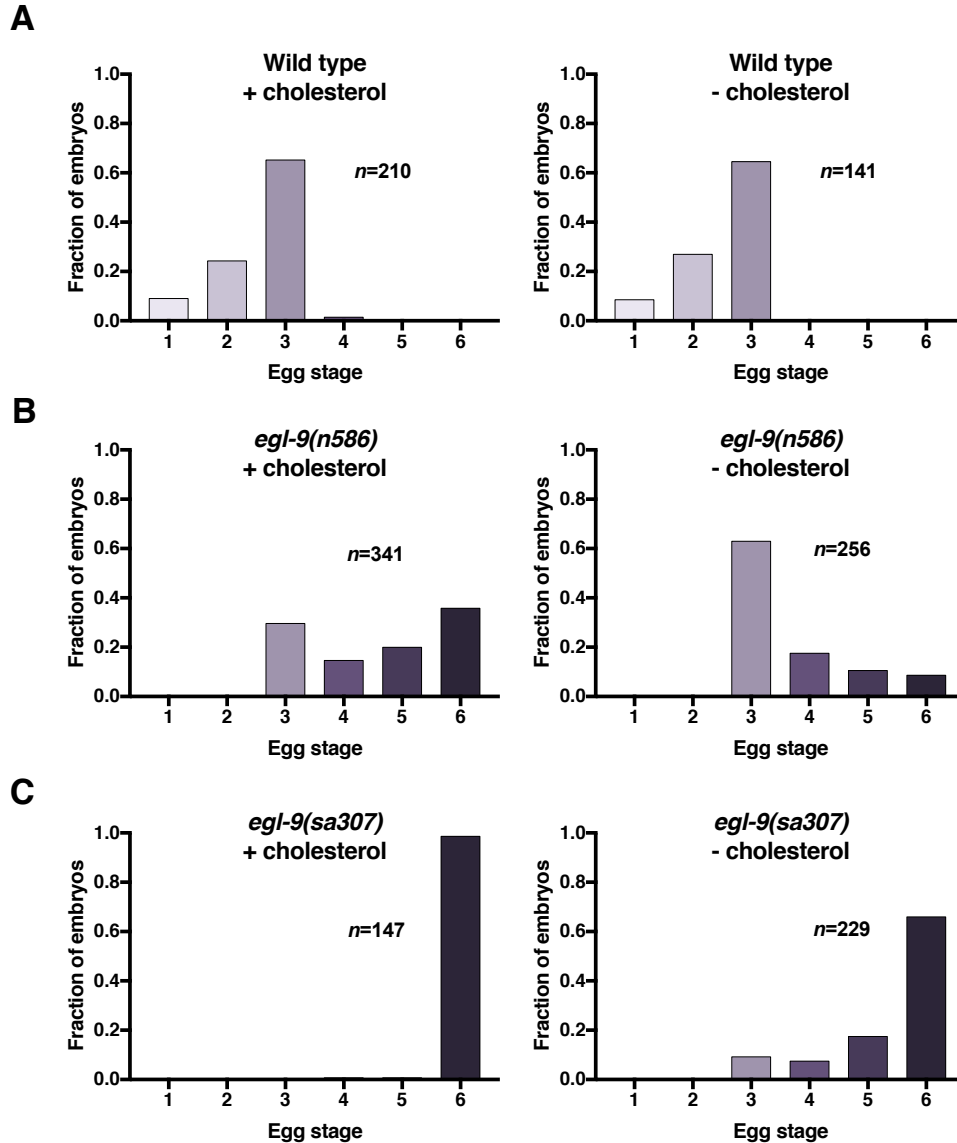 A
Wild type
+ cholesterol
Fraction of embryos
1.0
0.8
0.6
0.4
0.2
0.0
n=210
1 2 3 4 5 6
Egg stage
Wild type
- cholesterol
Fraction of embryos
1.0
0.8
0.6
0.4
0.2
0.0
n=141
1 2 3 4 5 6
Egg stage
B
egl-9(n586)
+ cholesterol
Fraction of embryos
1.0
0.8
0.6
0.4
0.2
0.0
n=341
1 2 3 4 5 6
Egg stage
egl-9(n586)
- cholesterol
Fraction of embryos
1.0
0.8
0.6
0.4
0.2
0.0
n=256
1 2 3 4 5 6
Egg stage
C
egl-9(sa307)
+ cholesterol
Fraction of embryos
1.0
0.8
0.6
0.4
0.2
0.0
n=147
1 2 3 4 5 6
Egg stage
egl-9(sa307)
- cholesterol
Fraction of embryos
1.0
0.8
0.6
0.4
0.2
0.0
n=229
1 2 3 4 5 6
Egg stage